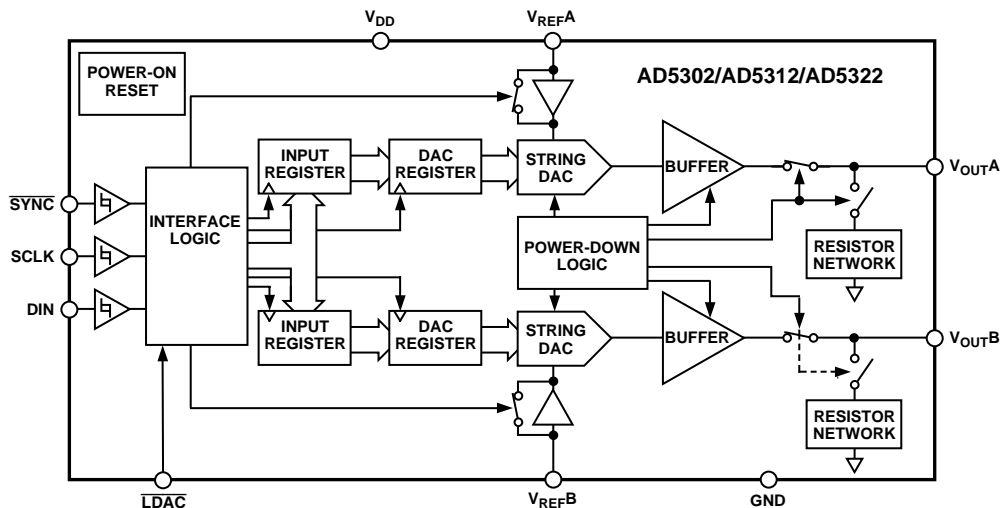 VDD
VREFA
POWER-ON
RESET
AD5302/AD5312/AD5322
INPUT
REGISTER
DAC
REGISTER
STRING
DAC
BUFFER
VOUTA
SYNC
INTERFACE
LOGIC
SCLK
POWER-DOWN
LOGIC
RESISTOR
NETWORK
DIN
INPUT
REGISTER
DAC
REGISTER
STRING
DAC
BUFFER
VOUTB
RESISTOR
NETWORK
LDAC
VREFB
GND